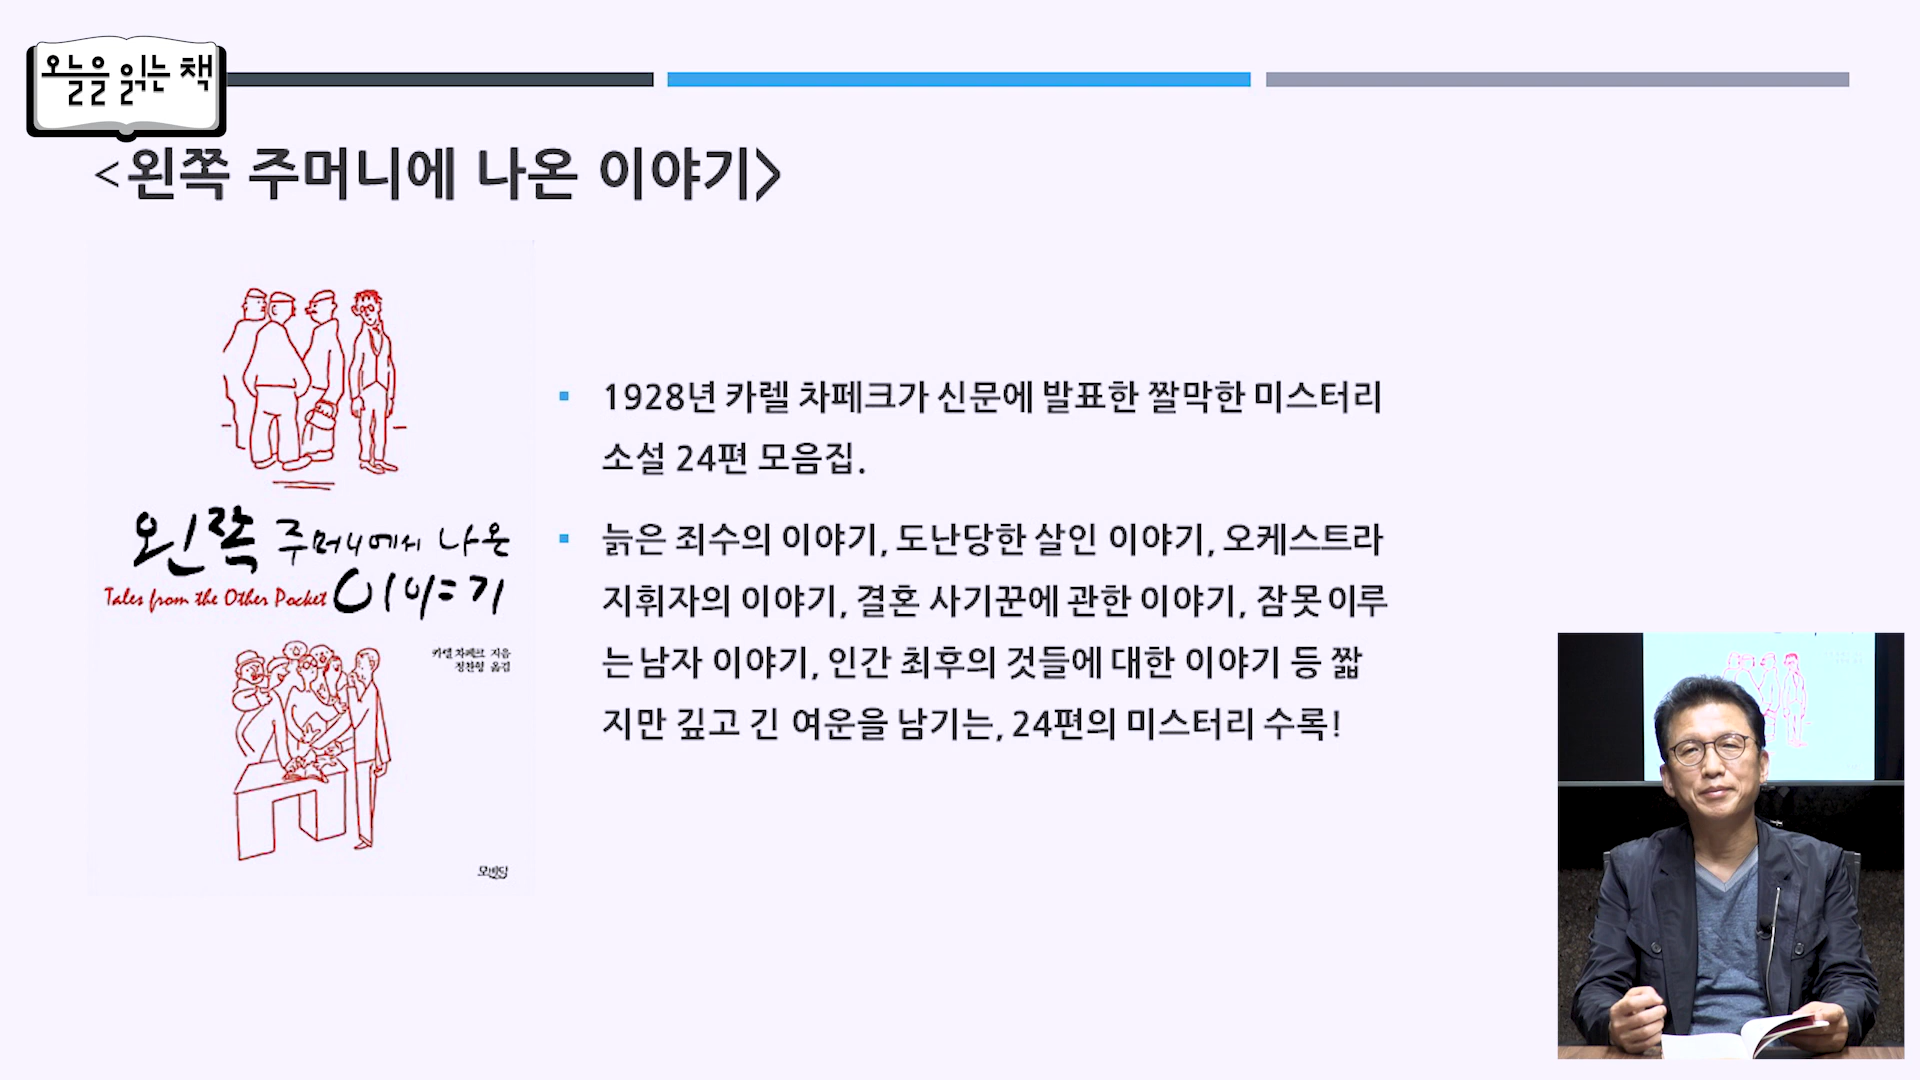 오늘을 읽는 책
<왼쪽 주머니에 나온 이야기>
왼쪽 주머니에서 나온
이야기
Tales from the Other Pocket
카렐 차페크 지음
정찬형 옮김
모비딕
1928년 카렐 차페크가 신문에 발표한 짤막한 미스터리
소설 24편 모음집.
늙은 죄수의 이야기, 도난당한 살인 이야기, 오케스트라
지휘자의 이야기, 결혼 사기꾼에 관한 이야기, 잠못 이루
는 남자 이야기, 인간 최후의 것들에 대한 이야기 등 짧
지만 깊고 긴 여운을 남기는, 24편의 미스터리 수록!